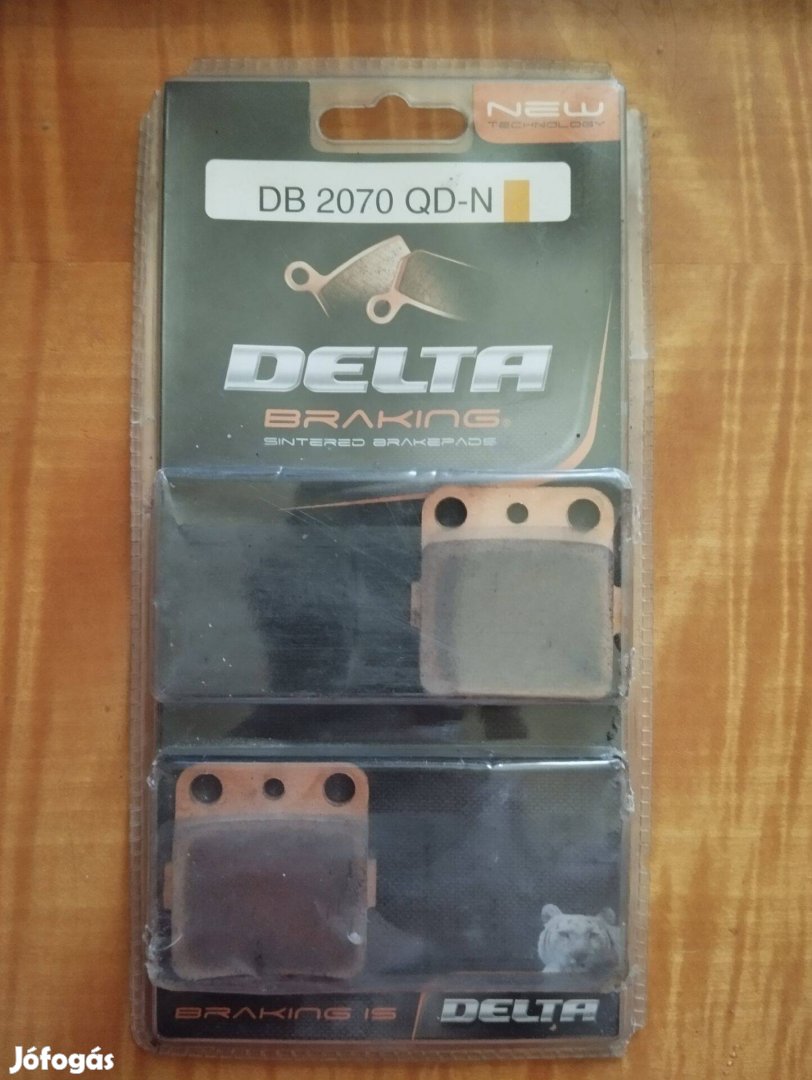 NEW
TECHNOLOGY
DB 2070 QD-N
DELTA
BRAKING®
SINTERED BRAKEPADS
BRAKING IS DELTA
Jófogás